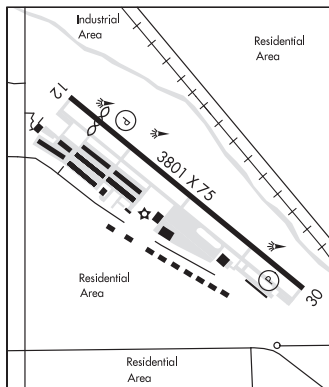 Industrial
Area
Residential
Area
12
P
3801 X 75
P
30
Residential
Area
Residential
Area